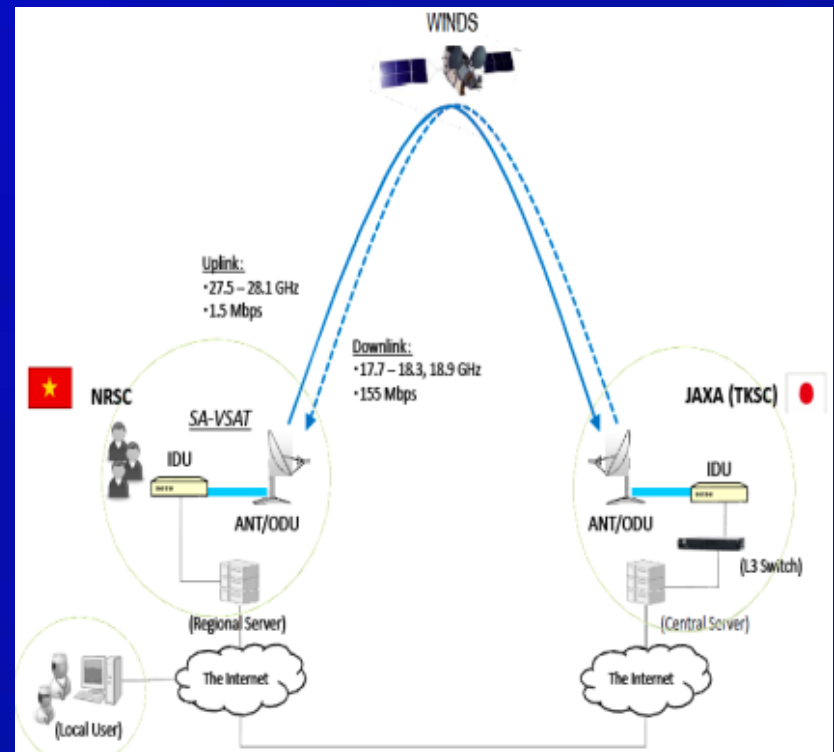 WINDS
Uplink:
•27.5 – 28.1 GHz
•1.5 Mbps
Downlink:
•17.7 – 18.3, 18.9 GHz
•155 Mbps
NRSC
SA-VSAT
IDU
ANT/ODU
(Regional Server)
The Internet
(Local User)
JAXA (TKSC)
IDU
ANT/ODU
(L3 Switch)
(Central Server)
The Internet